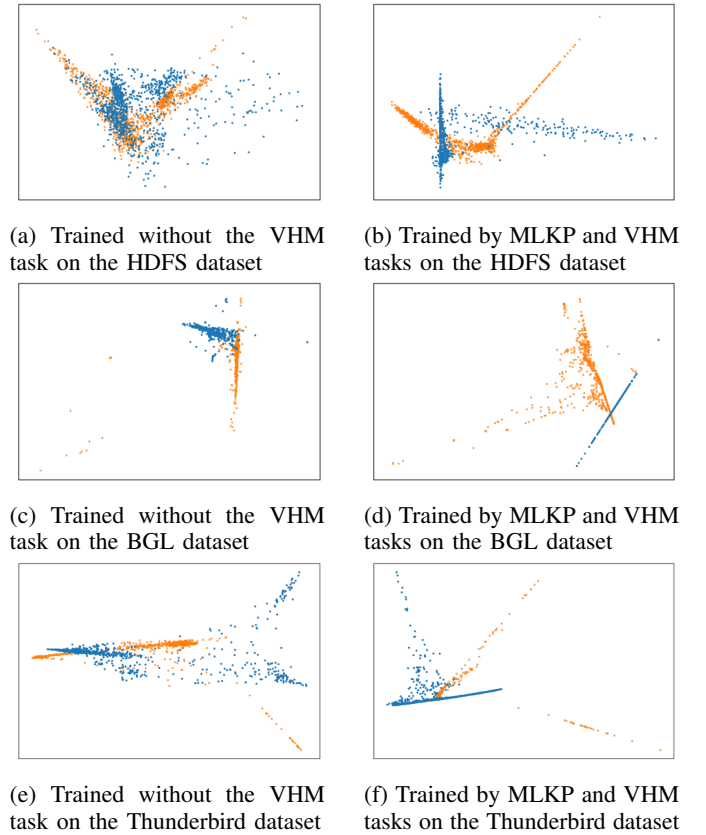 (a) Trained without the VHM
task on the HDFS dataset
(b) Trained by MLKP and VHM
tasks on the HDFS dataset
(c) Trained without the VHM
task on the BGL dataset
(d) Trained by MLKP and VHM
tasks on the BGL dataset
(e) Trained without the VHM
task on the Thunderbird dataset
(f) Trained by MLKP and VHM
tasks on the Thunderbird dataset